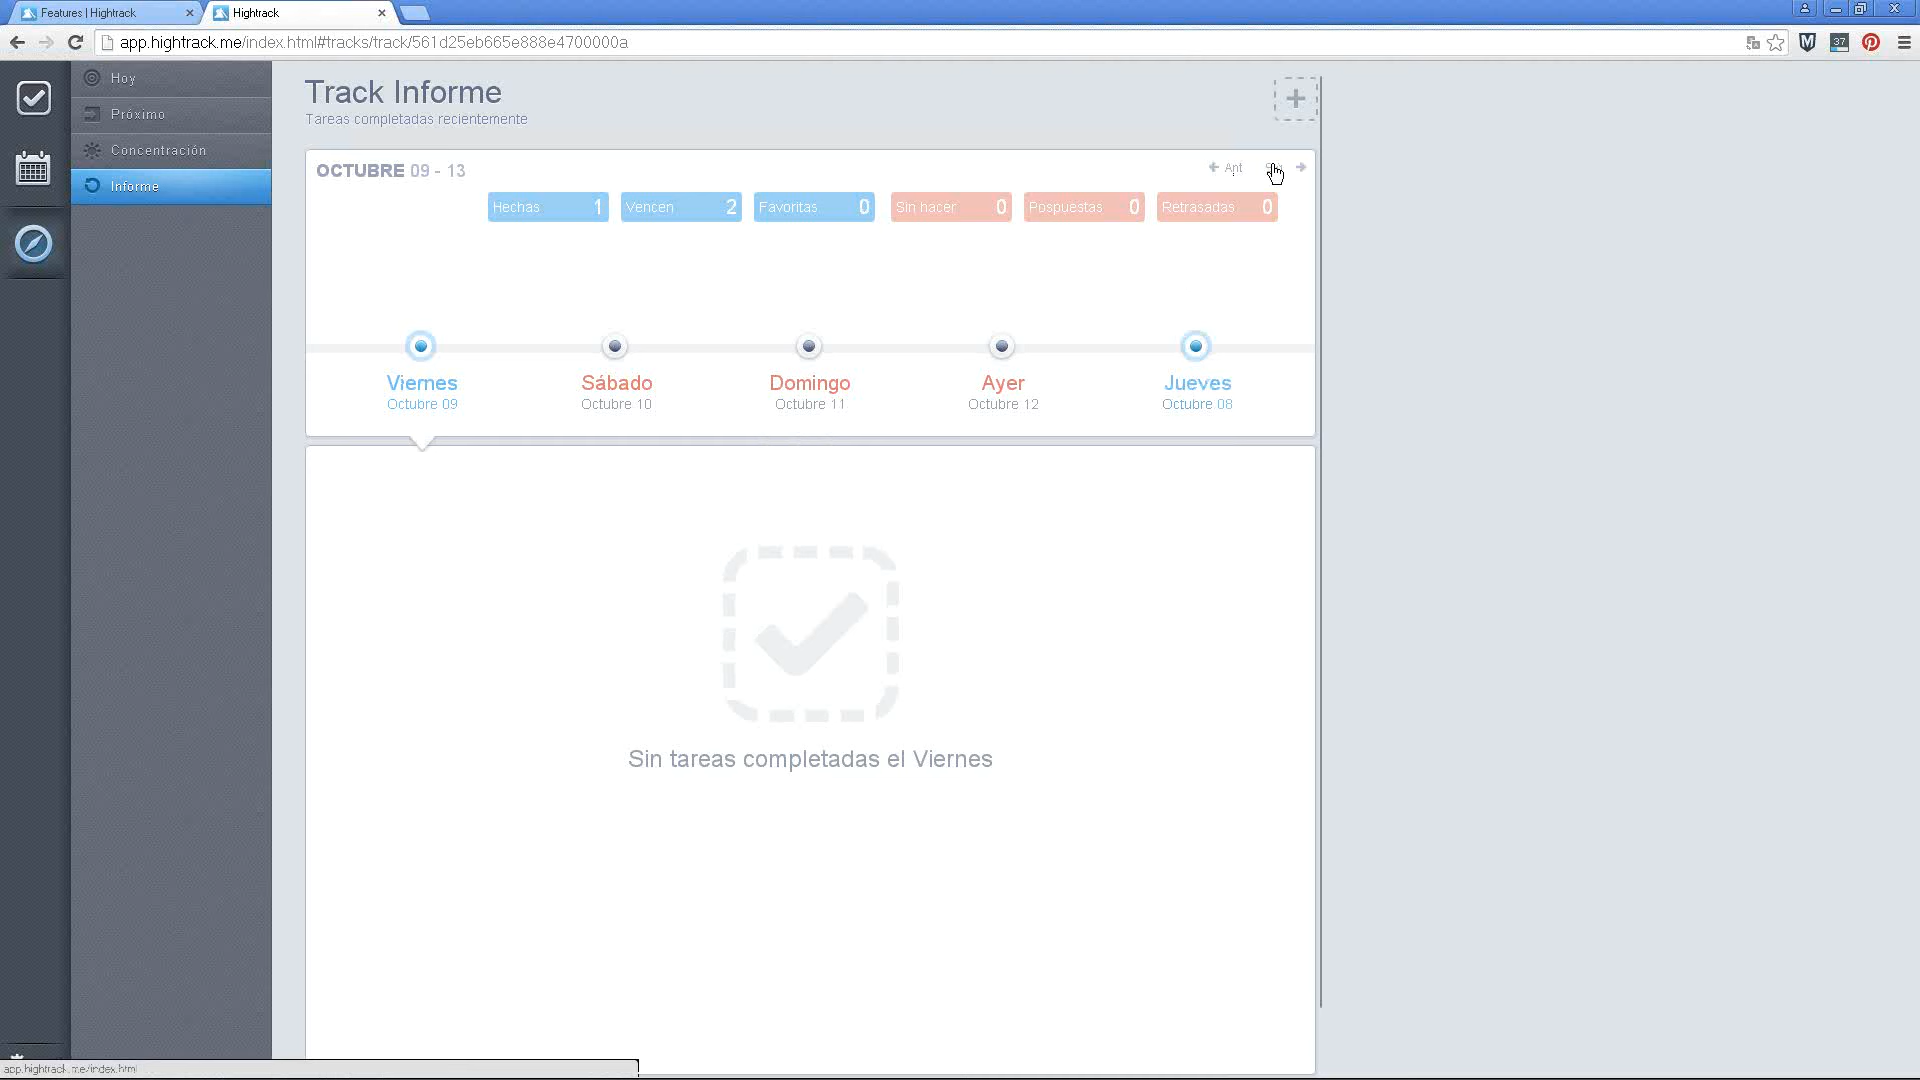 Features | Hightrack
Hightrack
app.hightrack.me/index.html#tracks/track/561d25eb665e888e4700000a
37
Hoy
Próximo
Concentración
Informe
Track Informe
Tareas completadas recientemente
OCTUBRE 09 - 13
Ant
Hechas 1
Vencen 2
Favoritas 0
Sin hacer 0
Pospuestas 0
Retrasadas 0
Viernes
Octubre 09
Sábado
Octubre 10
Domingo
Octubre 11
Ayer
Octubre 12
Jueves
Octubre 08
Sin tareas completadas el Viernes
app.hightrack.me/index.html